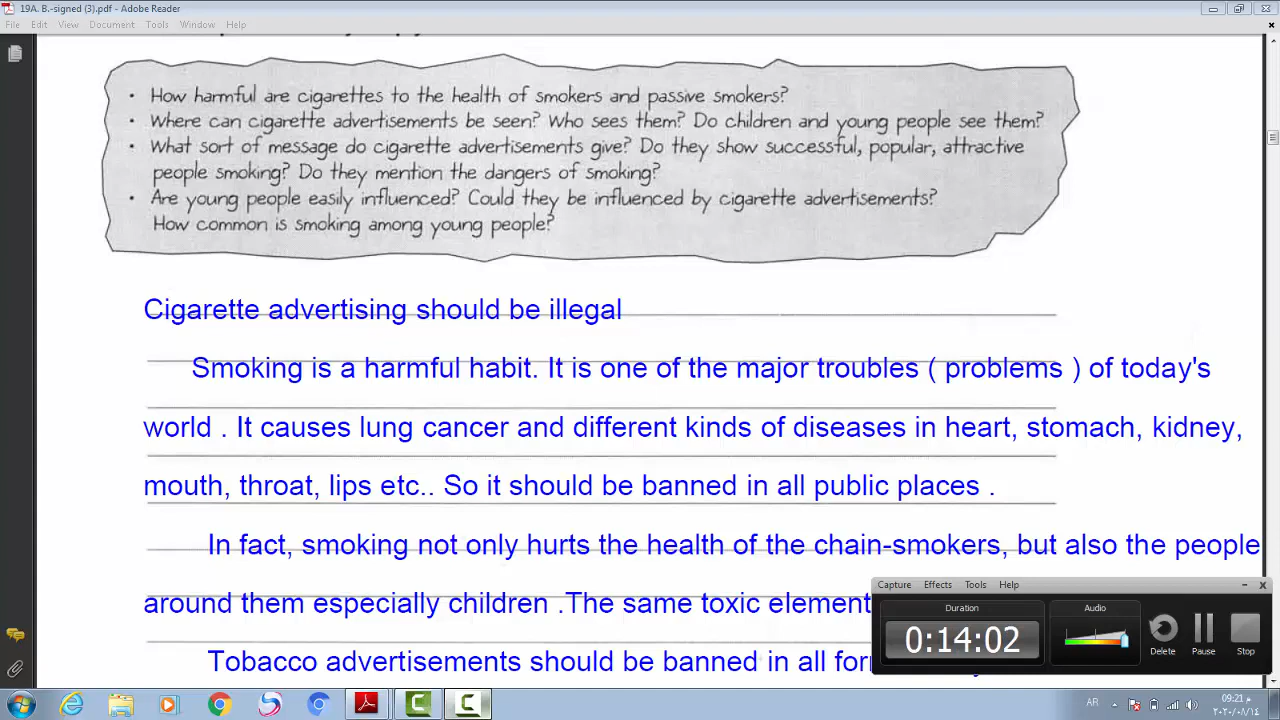 19A. B.-signed (3).pdf - Adobe Reader
File Edit View Document Tools Window Help
• How harmful are cigarettes to the health of smokers and passive smokers?
• Where can cigarette advertisements be seen? Who sees them? Do children and young people see them?
• What sort of message do cigarette advertisements give? Do they show successful, popular, attractive
people smoking? Do they mention the dangers of smoking?
• Are young people easily influenced? Could they be influenced by cigarette advertisements?
How common is smoking among young people?
Cigarette advertising should be illegal
Smoking is a harmful habit. It is one of the major troubles ( problems ) of today's
world . It causes lung cancer and different kinds of diseases in heart, stomach, kidney,
mouth, throat, lips etc.. So it should be banned in all public places .
In fact, smoking not only hurts the health of the chain-smokers, but also the people
around them especially children .The same toxic element
Tobacco advertisements should be banned in all
Capture Effects Tools Help
Duration
Audio
0:14:02
Delete Pause Stop
AR
09:21 م
٢٠٢٠/٠٨/١٤